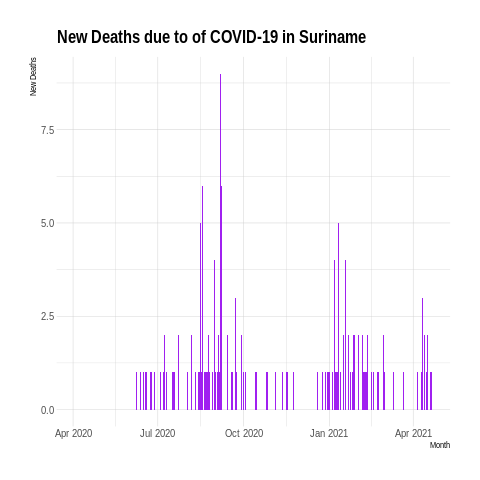 New Deaths due to of COVID-19 in Suriname
New Deaths
7.5
5.0
2.5
0.0
Apr 2020 Jul 2020 Oct 2020 Jan 2021 Apr 2021
Month